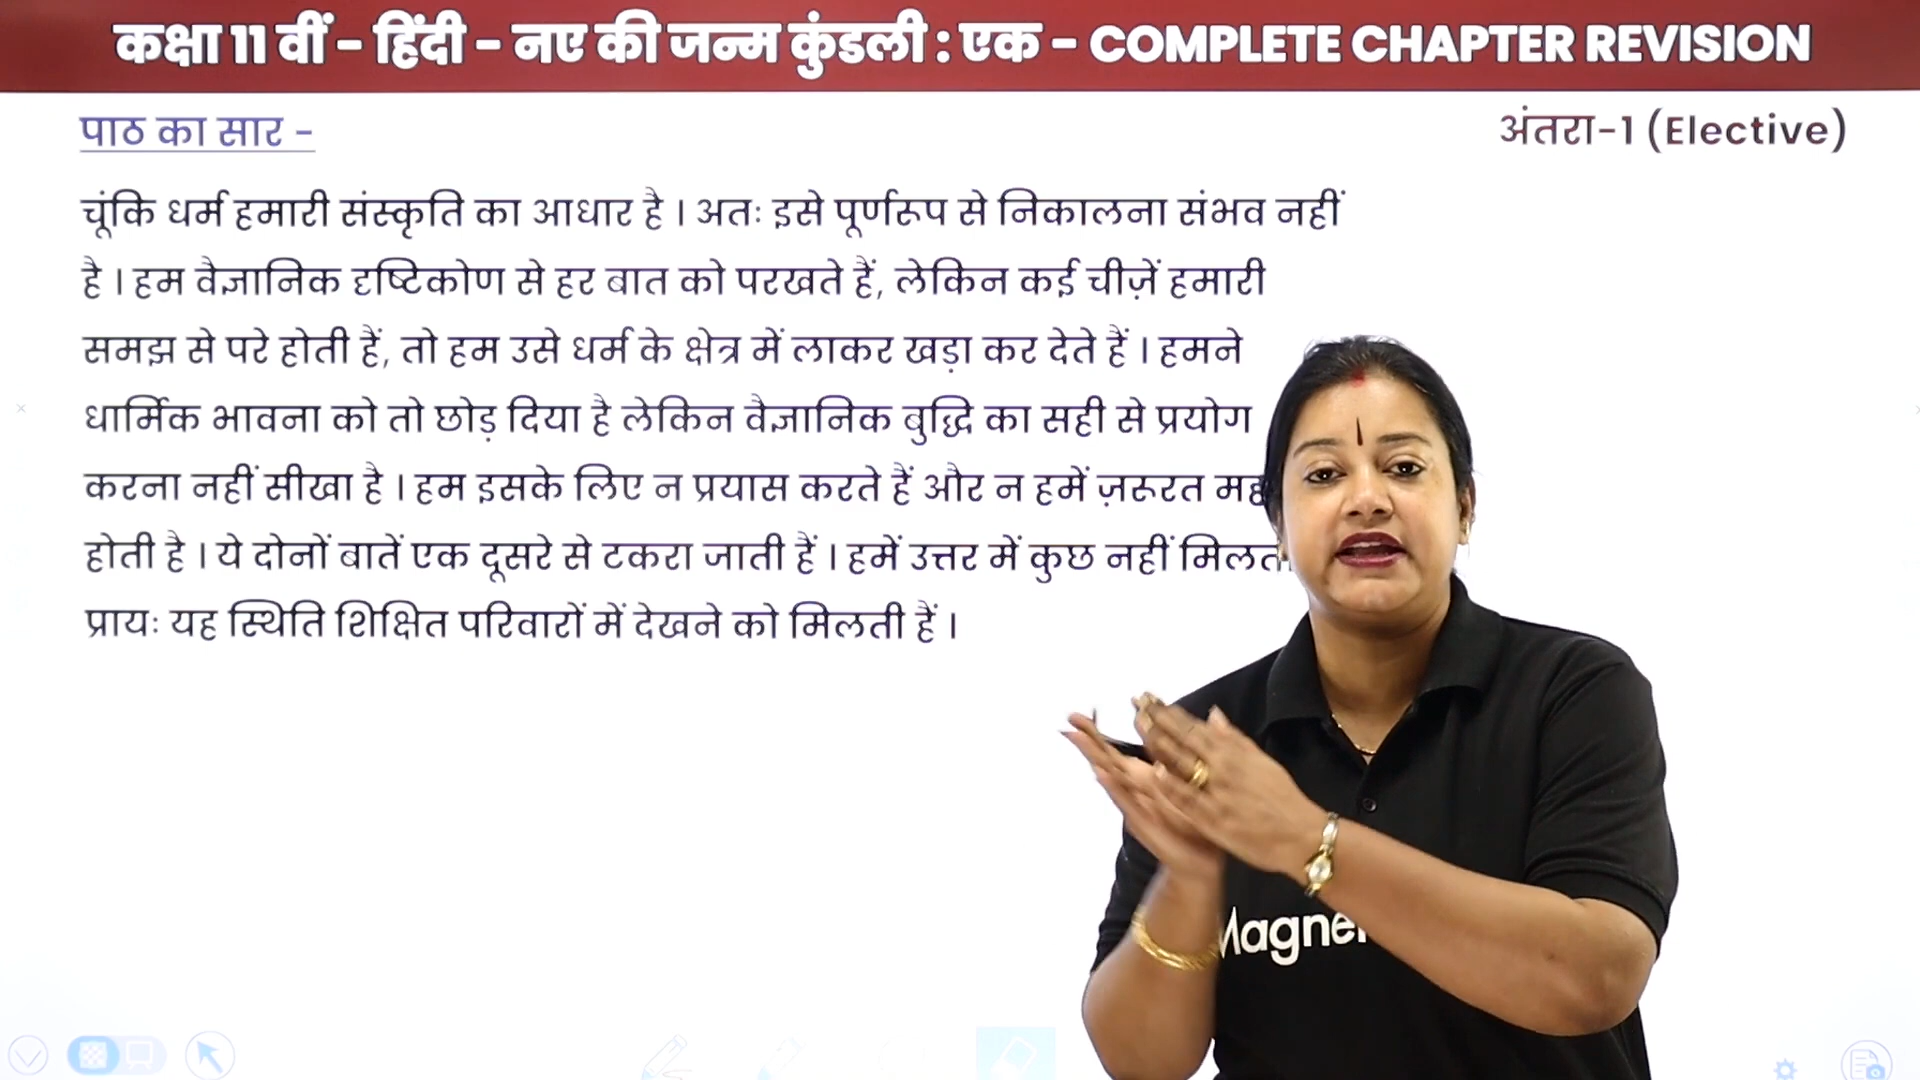 कक्षा 11 वीं - हिंदी - नए की जन्म कुंडली : एक - COMPLETE CHAPTER REVISION
पाठ का सार -
अंतरा-1 (Elective)
चूंकि धर्म हमारी संस्कृति का आधार है । अतः इसे पूर्णरूप से निकालना संभव नहीं
है । हम वैज्ञानिक दृष्टिकोण से हर बात को परखते हैं, लेकिन कई चीज़ें हमारी
समझ से परे होती हैं, तो हम उसे धर्म के क्षेत्र में लाकर खड़ा कर देते हैं । हमने
धार्मिक भावना को तो छोड़ दिया है लेकिन वैज्ञानिक बुद्धि का सही से प्रयोग
करना नहीं सीखा है । हम इसके लिए न प्रयास करते हैं और न हमें ज़रूरत
होती है । ये दोनों बातें एक दूसरे से टकरा जाती हैं । हमें उत्तर में कुछ नहीं
प्रायः यह स्थिति शिक्षित परिवारों में देखने को मिलती हैं ।